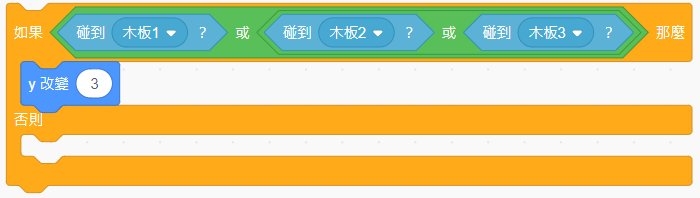 如果 碰到 木板1 ? 或 碰到 木板2 ? 或 碰到 木板3 ? 那麼
y 改變 3
否則